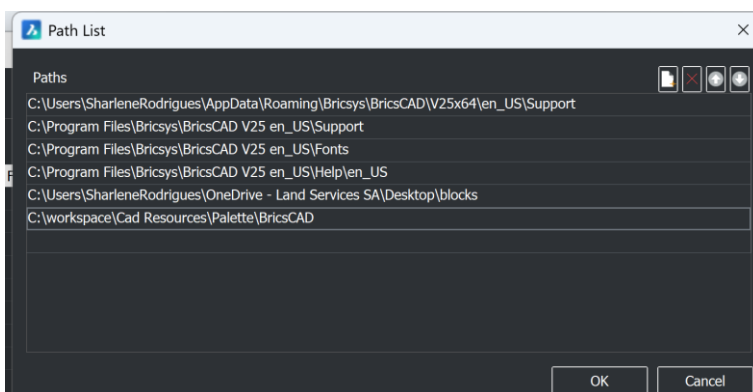 Path List
Paths
C:\Users\SharleneRodrigues\AppData\Roaming\Bricsys\BricsCAD\V25x64\en_US\Support
C:\Program Files\Bricsys\BricsCAD V25 en_US\Support
C:\Program Files\Bricsys\BricsCAD V25 en_US\Fonts
C:\Program Files\Bricsys\BricsCAD V25 en_US\Help\en_US
C:\Users\SharleneRodrigues\OneDrive - Land Services SA\Desktop\blocks
C:\workspace\Cad Resources\Palette\BricsCAD
OK Cancel